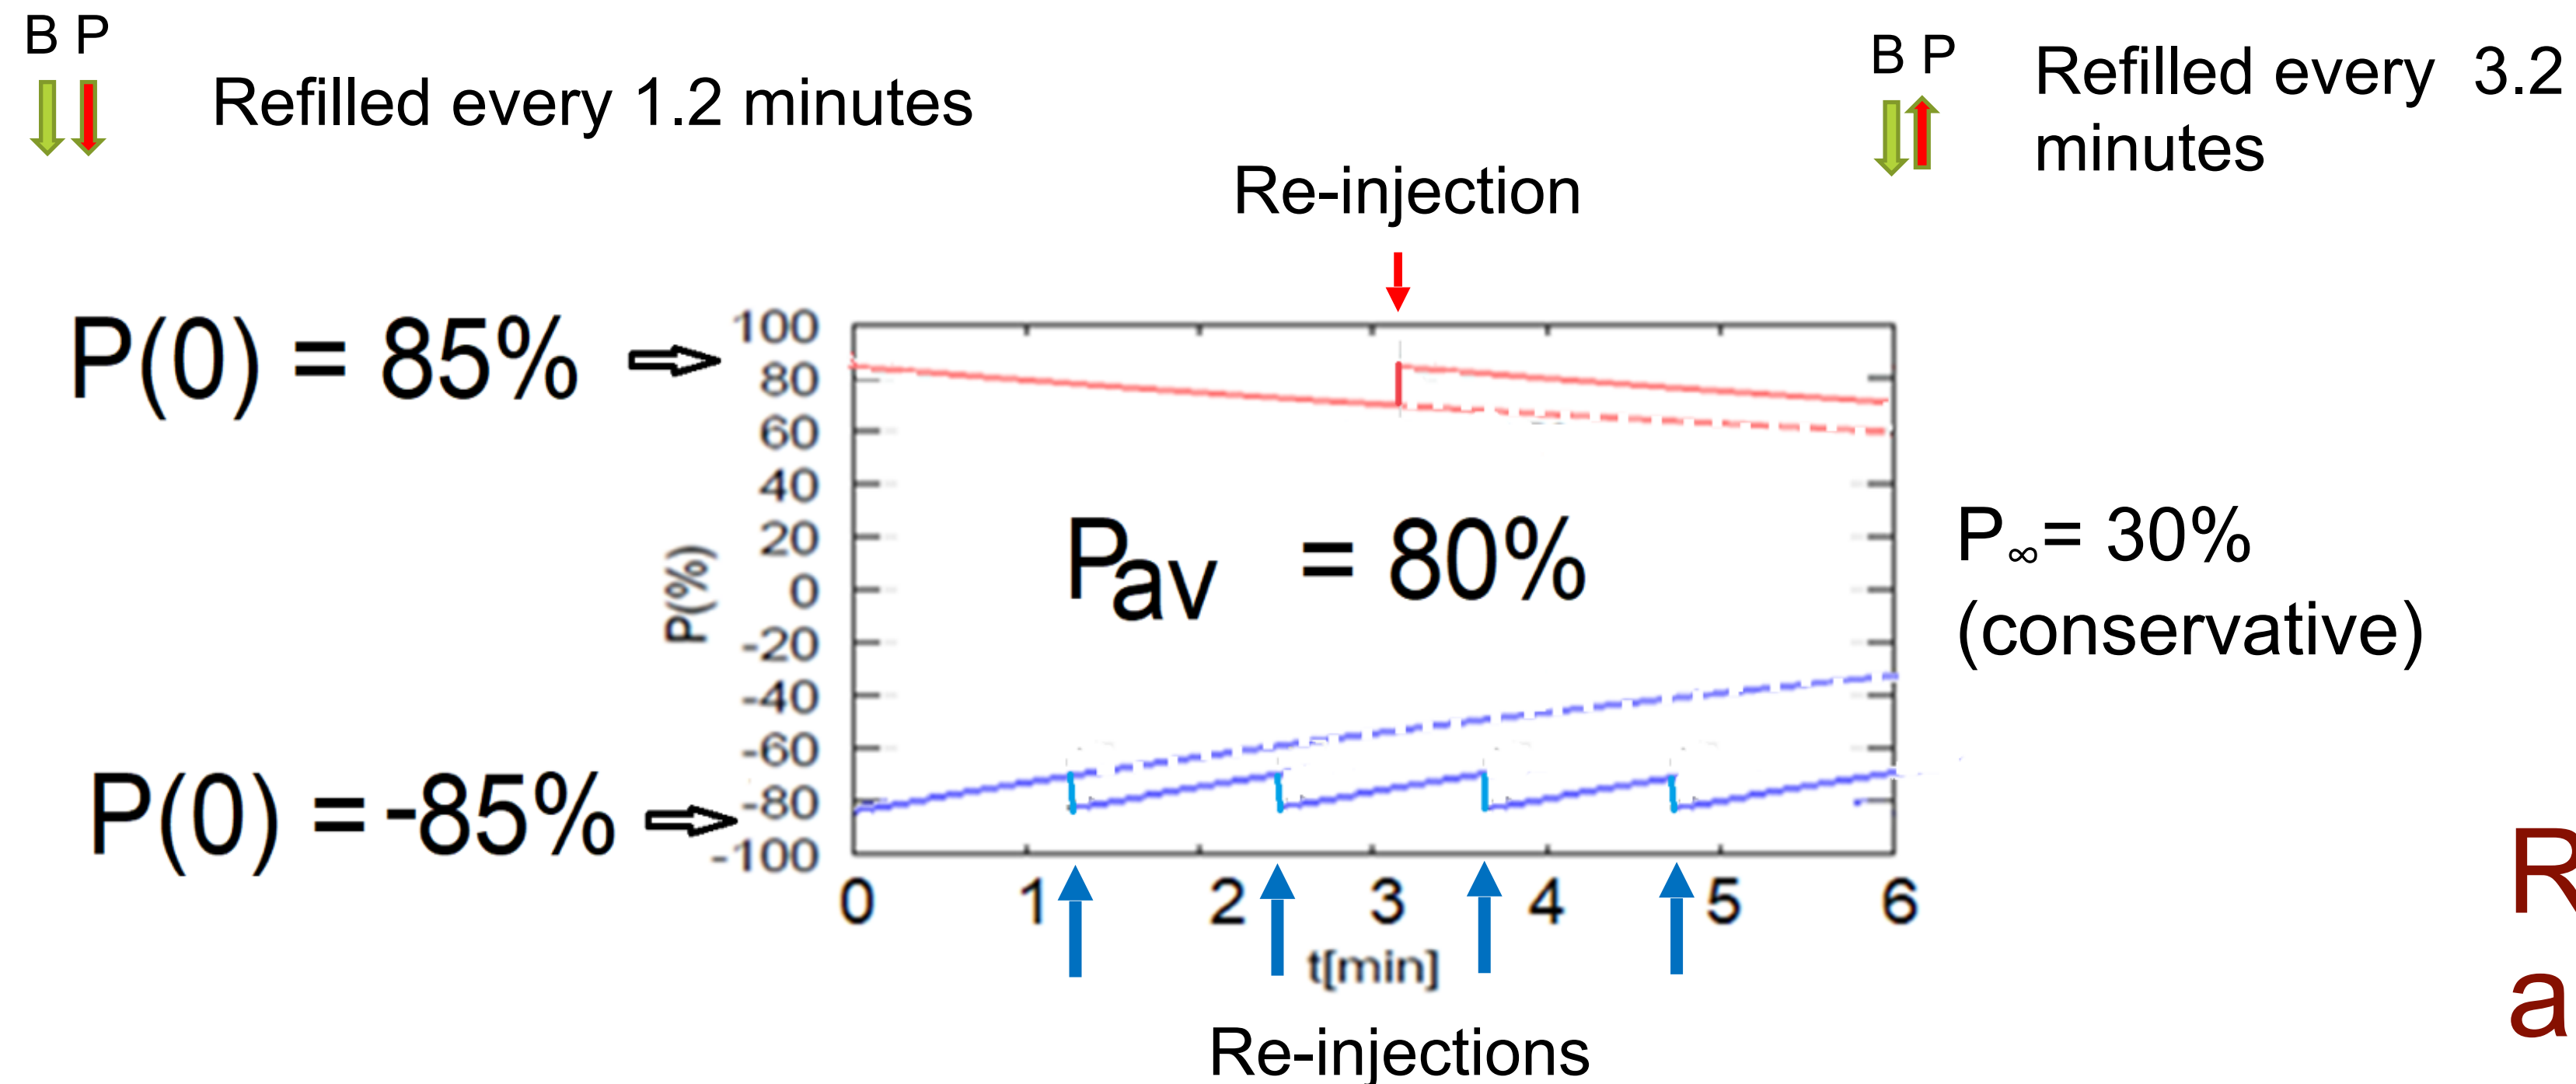 B P
Refilled every 1.2 minutes
B P
Refilled every 3.2
minutes
Re-injection
P(0) = 85%
100
80
60
40
20
0
-20
-40
-60
-80
-100
P(%)
Pav = 80%
P∞= 30%
(conservative)
P(0) = -85%
0 1 2 3 4 5 6
t[min]
Re-injections
R
a